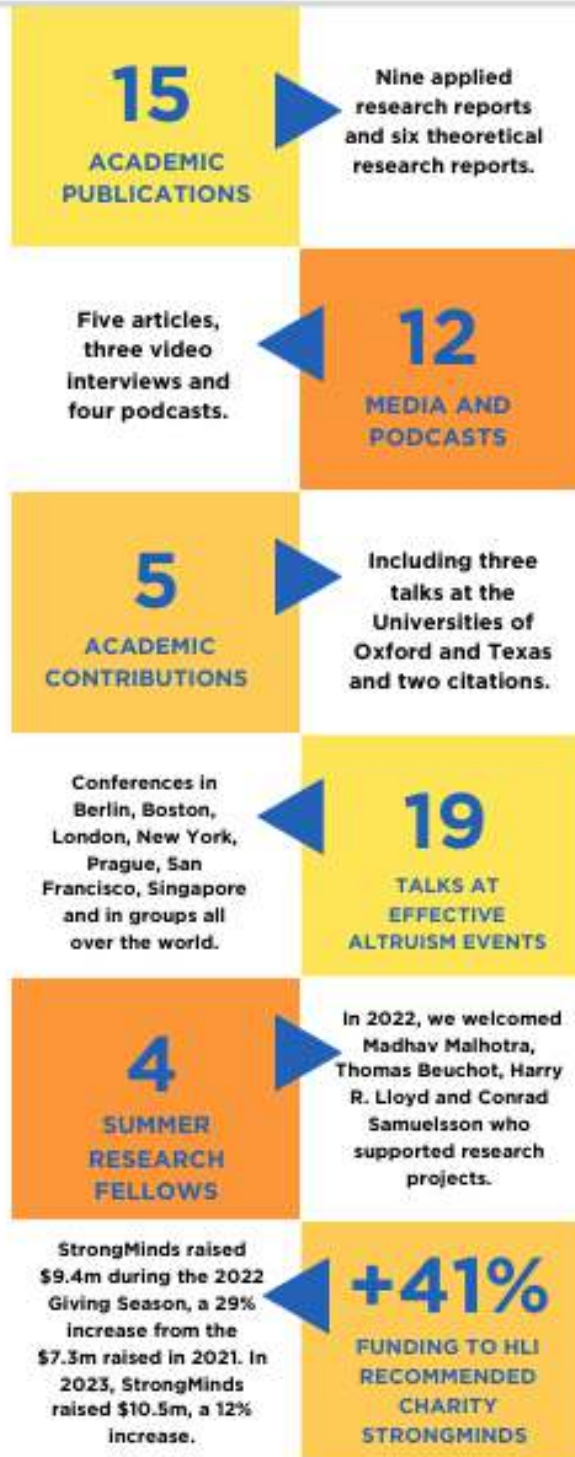 15
ACADEMIC
PUBLICATIONS
Nine applied
research reports
and six theoretical
research reports.
Five articles,
three video
interviews and
four podcasts.
12
MEDIA AND
PODCASTS
5
ACADEMIC
CONTRIBUTIONS
Including three
talks at the
Universities of
Oxford and Texas
and two citations.
Conferences in
Berlin, Boston,
London, New York,
Prague, San
Francisco, Singapore
and in groups all
over the world.
19
TALKS AT
EFFECTIVE
ALTRUISM EVENTS
4
SUMMER
RESEARCH
FELLOWS
In 2022, we welcomed
Madhav Malhotra,
Thomas Beuchot, Harry
R. Lloyd and Conrad
Samuelsson who
supported research
projects.
StrongMinds raised
$9.4m during the 2022
Giving Season, a 29%
increase from the
$7.3m raised in 2021. In
2023, StrongMinds
raised $10.5m, a 12%
increase.
+41%
FUNDING TO HLI
RECOMMENDED
CHARITY
STRONGMINDS